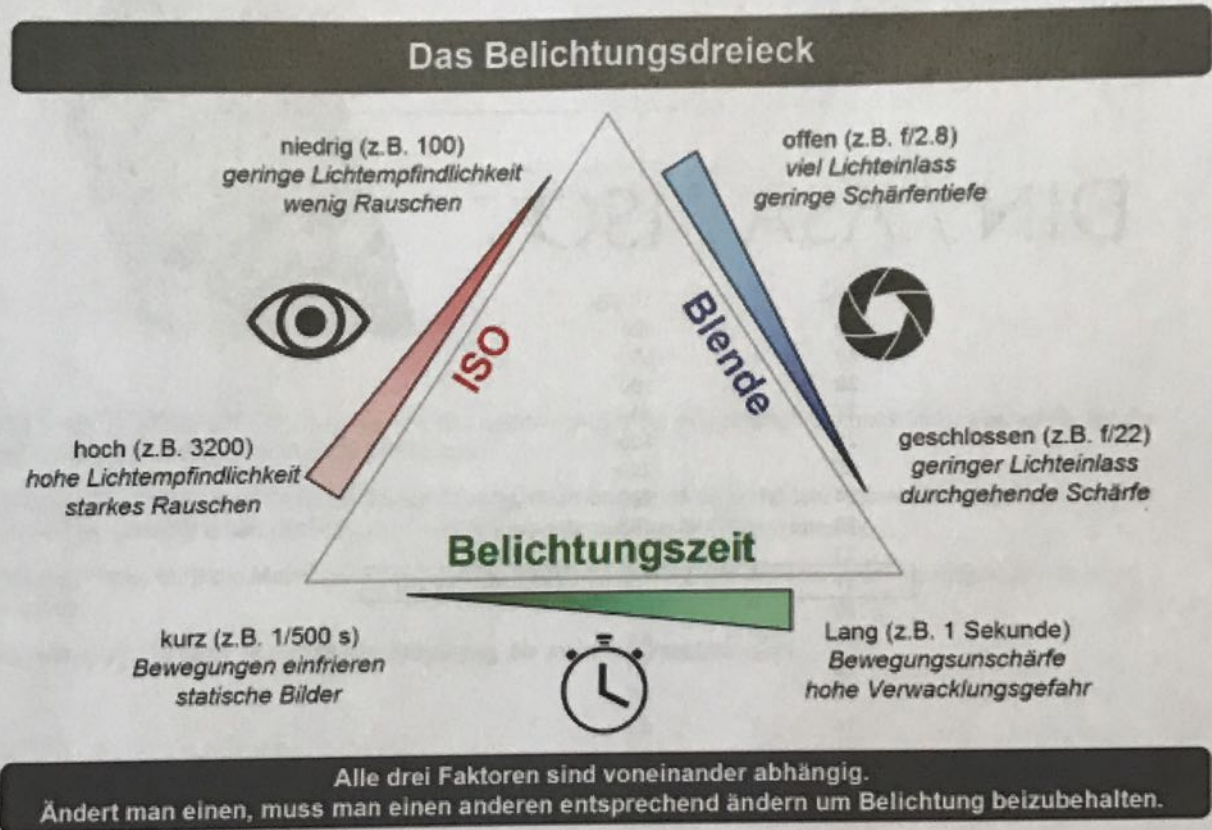 Das Belichtungsdreieck
niedrig (z.B. 100)
geringe Lichtempfindlichkeit
wenig Rauschen
offen (z.B. f/2.8)
viel Lichteinlass
geringe Schärfentiefe
ISO
Blende
hoch (z.B. 3200)
hohe Lichtempfindlichkeit
starkes Rauschen
geschlossen (z.B. f/22)
geringer Lichteinlass
durchgehende Schärfe
Belichtungszeit
kurz (z.B. 1/500 s)
Bewegungen einfrieren
statische Bilder
Lang (z.B. 1 Sekunde)
Bewegungsunschärfe
hohe Verwacklungsgefahr
Alle drei Faktoren sind voneinander abhängig.
Ändert man einen, muss man einen anderen entsprechend ändern um Belichtung beizubehalten.